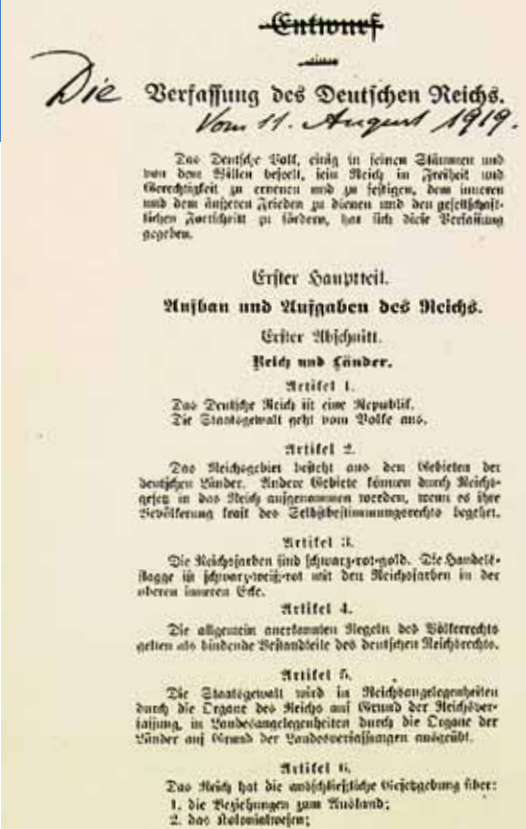 Entwurf
einer
Die Verfassung des Deutschen Reichs.
Vom 11. August 1919.
Das Deutsche Volk, einig in seinen Stämmen und
von dem Willen beseelt, sein Reich in Freiheit und
Gerechtigkeit zu erneuen und zu festigen, dem inneren
und dem äußeren Frieden zu dienen und den gesellschaft-
lichen Fortschritt zu fördern, hat sich diese Verfassung
gegeben.
Erster Hauptteil.
Aufbau und Aufgaben des Reichs.
Erster Abschnitt.
Reich und Länder.
Artikel 1.
Das Deutsche Reich ist eine Republik.
Die Staatsgewalt geht vom Volke aus.
Artikel 2.
Das Reichsgebiet besteht aus den Gebieten der
deutschen Länder. Andere Gebiete können durch Reichs-
gesetz in das Reich aufgenommen werden, wenn es ihre
Bevölkerung kraft des Selbstbestimmungsrechts begehrt.
Artikel 3.
Die Reichsfarben sind schwarz-rot-gold. Die Handels-
flagge ist schwarz-weiß-rot mit den Reichsfarben in der
oberen inneren Ecke.
Artikel 4.
Die allgemein anerkannten Regeln des Völkerrechts
gelten als bindende Bestandteile des deutschen Reichsrechts.
Artikel 5.
Die Staatsgewalt wird in Reichsangelegenheiten
durch die Organe des Reichs auf Grund der Reichsver-
fassung, in Landesangelegenheiten durch die Organe der
Länder auf Grund der Landesverfassungen ausgeübt.
Artikel 6.
Das Reich hat die ausschließliche Gesetzgebung über:
1. die Beziehungen zum Ausland;
2. das Kolonialwesen;